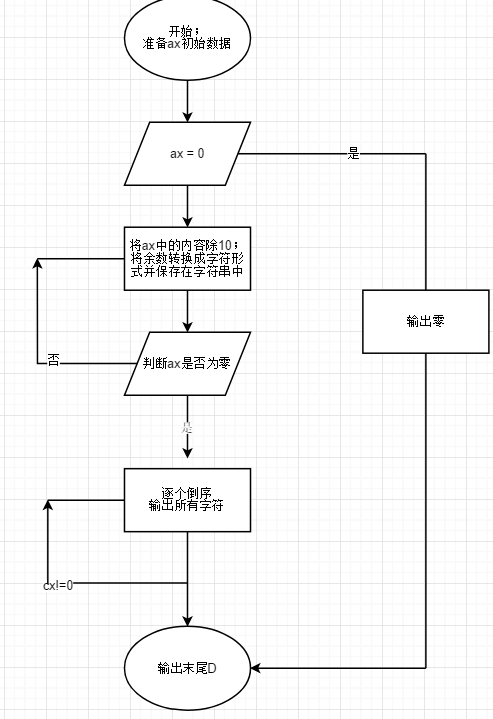 开始；
准备ax初始数据
ax = 0
是
将ax中的内容除10；
将余数转换成字符形
式并保存在字符串中
输出零
判断ax是否为零
否
是
逐个倒序
输出所有字符
cx!=0
输出末尾D